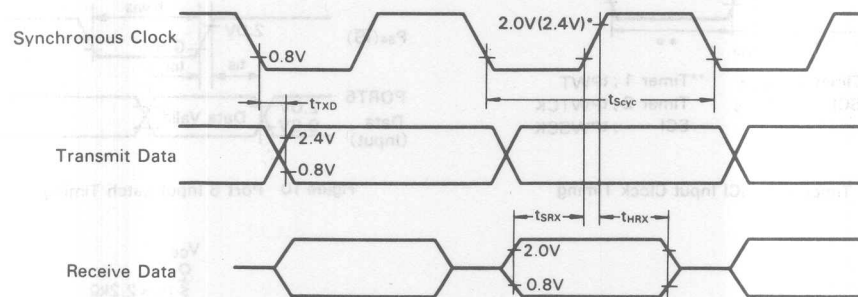 Synchronous Clock
2.0V(2.4V)*
0.8V
tScyc
tTXD
Transmit Data
2.4V
0.8V
tSRX
tHRX
Receive Data
2.0V
0.8V